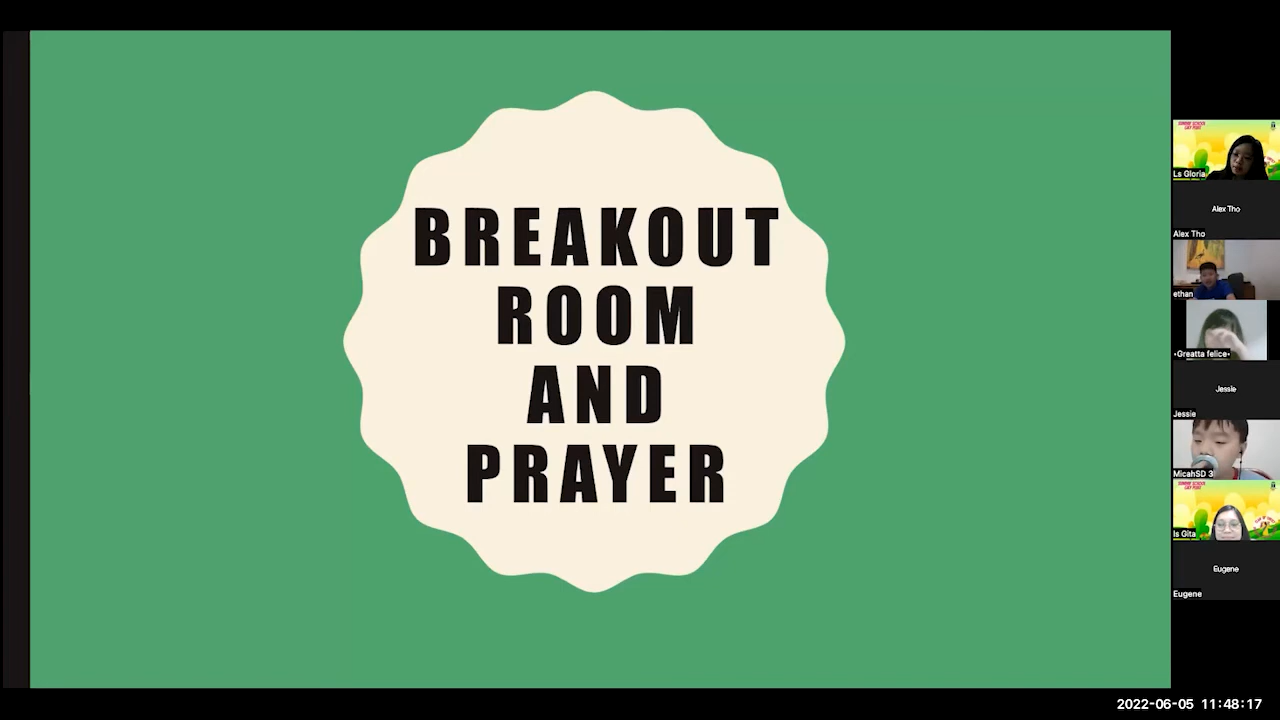 BREAKOUT
ROOM
AND
PRAYER
Ls Gloria
Alex Tho
Alex Tho
ethan
•Greatta felice•
Jessie
Jessie
MicahSD 3
ls Gita
Eugene
Eugene
2022-06-05 11:48:17